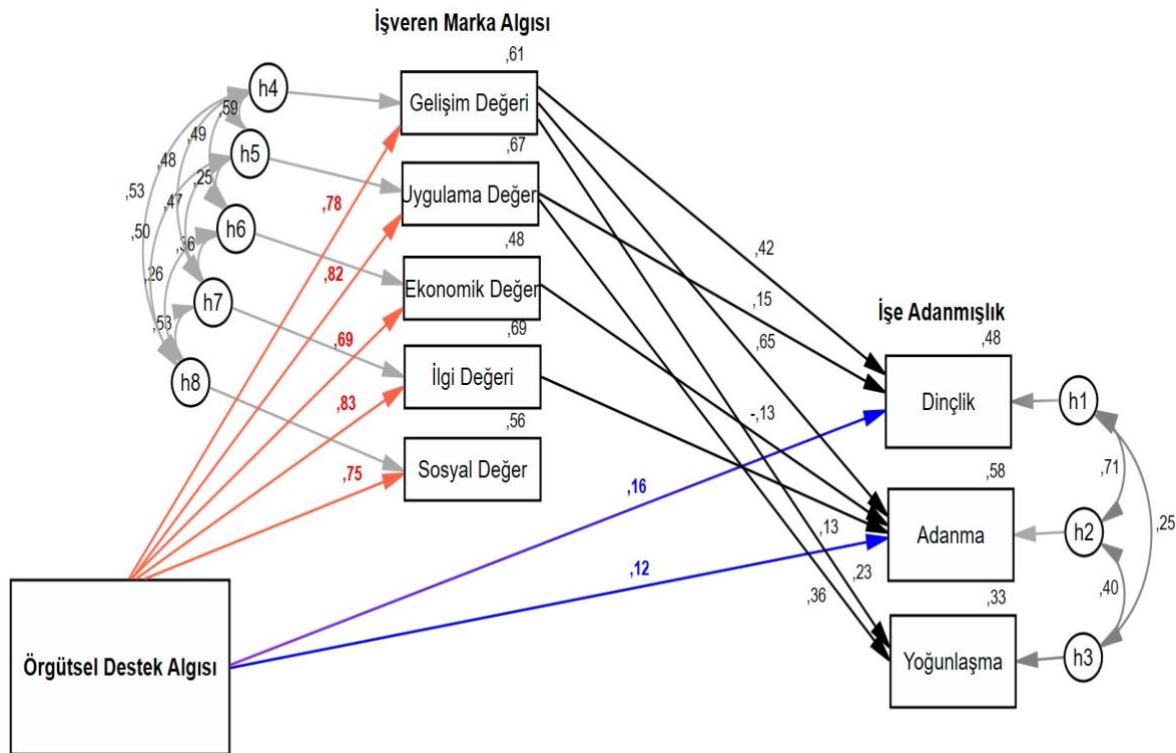 İşveren Marka Algısı
,61
h4
Gelişim Değeri
,59
,49
,48
,67
h5
Uygulama Değer
,25
,53
,47
,78
,50
h6
,48
,36
,82
Ekonomik Değer
,26
h7
,53
,69
,69
İlgi Değeri
h8
,83
,56
Sosyal Değer
,75
,42
,15
,65
-,13
İşe Adanmışlık
,48
Dinçlik
h1
,16
,71
,58
,25
Adanma
h2
,13
,12
,23
,36
,40
,33
Yoğunlaşma
h3
Örgütsel Destek Algısı